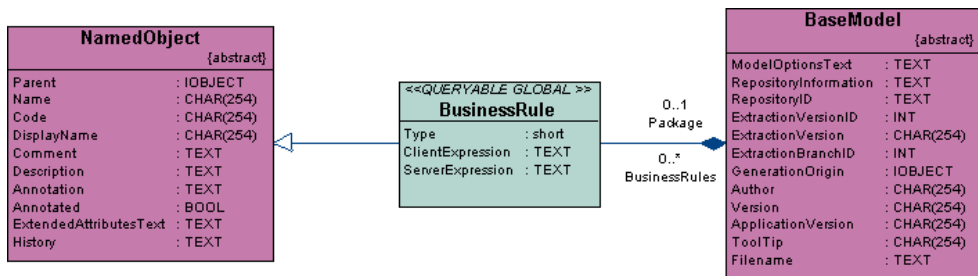 NamedObject
{abstract}
Parent : IOBJECT
Name : CHAR(254)
Code : CHAR(254)
DisplayName : CHAR(254)
Comment : TEXT
Description : TEXT
Annotation : TEXT
Annotated : BOOL
ExtendedAttributesText : TEXT
History : TEXT
<<QUERYABLE GLOBAL >>
BusinessRule
Type : short
ClientExpression : TEXT
ServerExpression : TEXT
0..1
Package
0..*
BusinessRules
BaseModel
{abstract}
ModelOptionsText : TEXT
RepositoryInformation : TEXT
RepositoryID : TEXT
ExtractionVersionID : INT
ExtractionVersion : CHAR(254)
ExtractionBranchID : INT
GenerationOrigin : IOBJECT
Author : CHAR(254)
Version : CHAR(254)
ApplicationVersion : CHAR(254)
ToolTip : CHAR(254)
Filename : TEXT